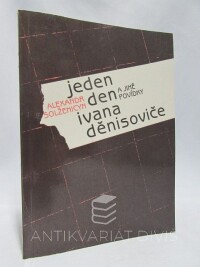 jeden
ALEXANDR
SOLŽENICYN
den
A JINÉ
POVÍDKY
ivana
děnisoviče
ANTIKVARIÁT DIVIŠ